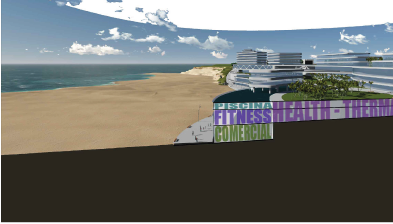 PISCINA
FITNESS HEALTH - THERM
COMERCIAL